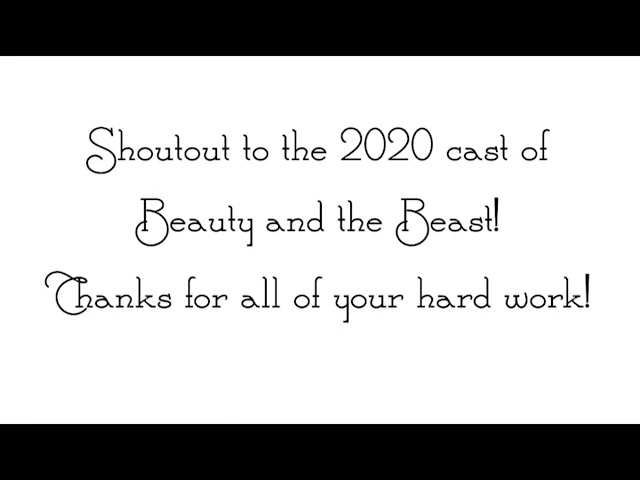 Shoutout to the 2020 cast of
Beauty and the Beast!
Thanks for all of your hard work!